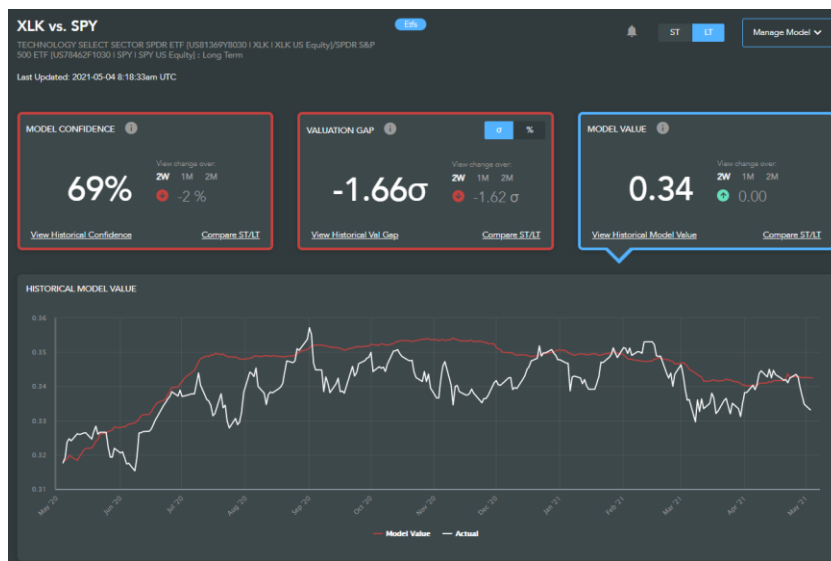 XLK vs. SPY
Etfs
ST LT
Manage Model
TECHNOLOGY SELECT SECTOR SPDR ETF [US81369Y8030 I XLK I XLK US Equity]/SPDR S&P
500 ETF [US78462F1030 I SPY I SPY US Equity] : Long Term
Last Updated: 2021-05-04 8:18:33am UTC
MODEL CONFIDENCE
69%
View change over:
2W 1M 2M
-2 %
View Historical Confidence
Compare ST/LT
VALUATION GAP
σ %
-1.66σ
View change over:
2W 1M 2M
-1.62 σ
View Historical Val Gap
Compare ST/LT
MODEL VALUE
0.34
View change over:
2W 1M 2M
0.00
View Historical Model Value
Compare ST/LT
HISTORICAL MODEL VALUE
0.36
0.35
0.34
0.33
0.32
0.31
May '20 Jun '20 Jul '20 Aug '20 Sep '20 Oct '20 Nov '20 Dec '20 Jan '21 Feb '21 Mar '21 Apr '21 May '21
Model Value Actual